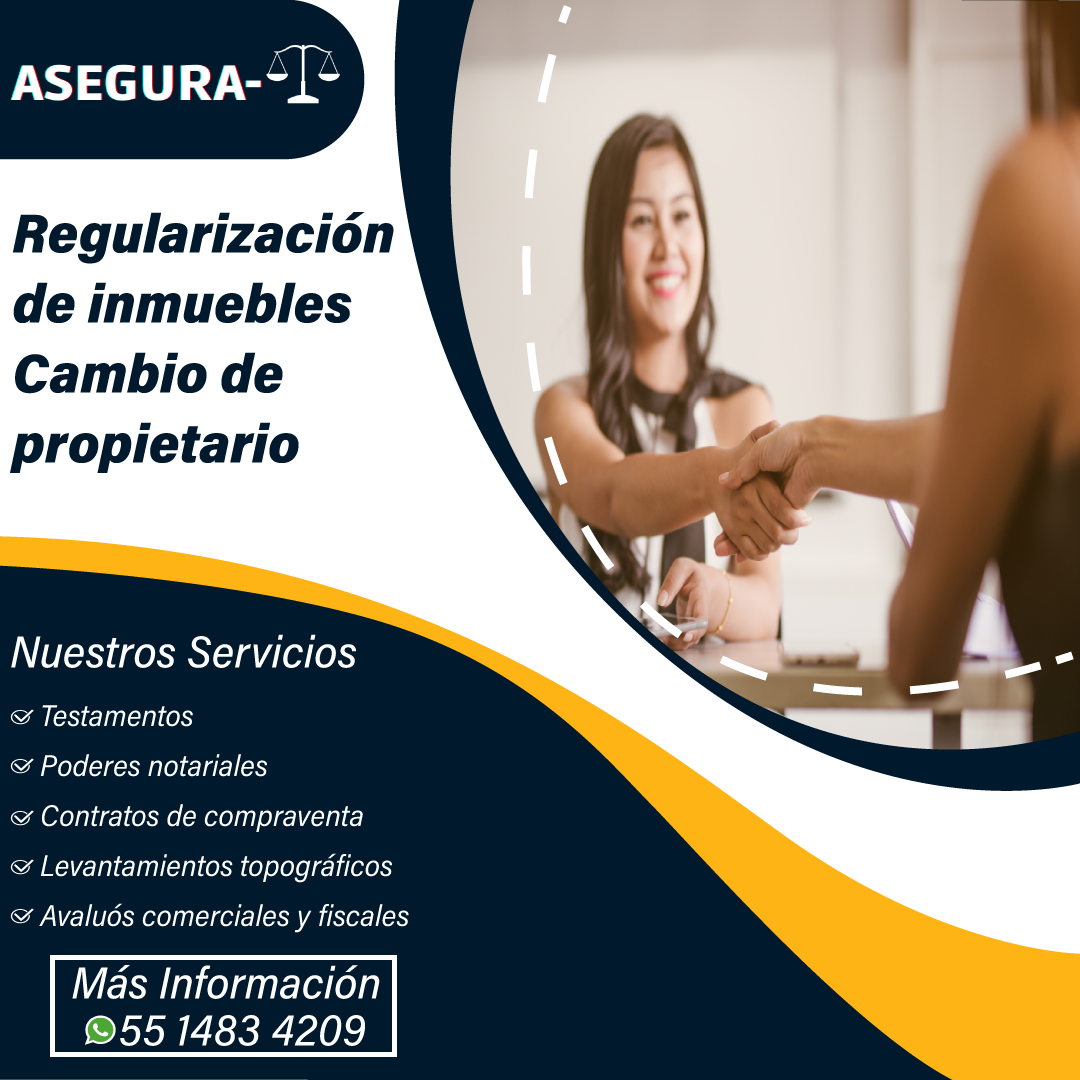 ASEGURA-
Regularización
de inmuebles
Cambio de
propietario
Nuestros Servicios
Testamentos
Poderes notariales
Contratos de compraventa
Levantamientos topográficos
Avaluós comerciales y fiscales
Más Información
55 1483 4209